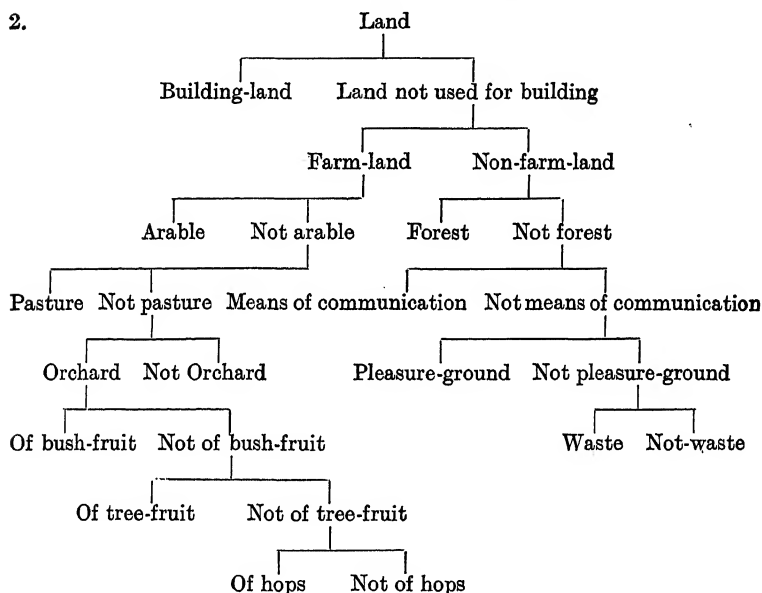 2.
Land
Building-land Land not used for building
Farm-land Non-farm-land
Arable Not arable Forest Not forest
Pasture Not pasture Means of communication Not means of communication
Orchard Not Orchard Pleasure-ground Not pleasure-ground
Of bush-fruit Not of bush-fruit Waste Not-waste
Of tree-fruit Not of tree-fruit
Of hops Not of hops